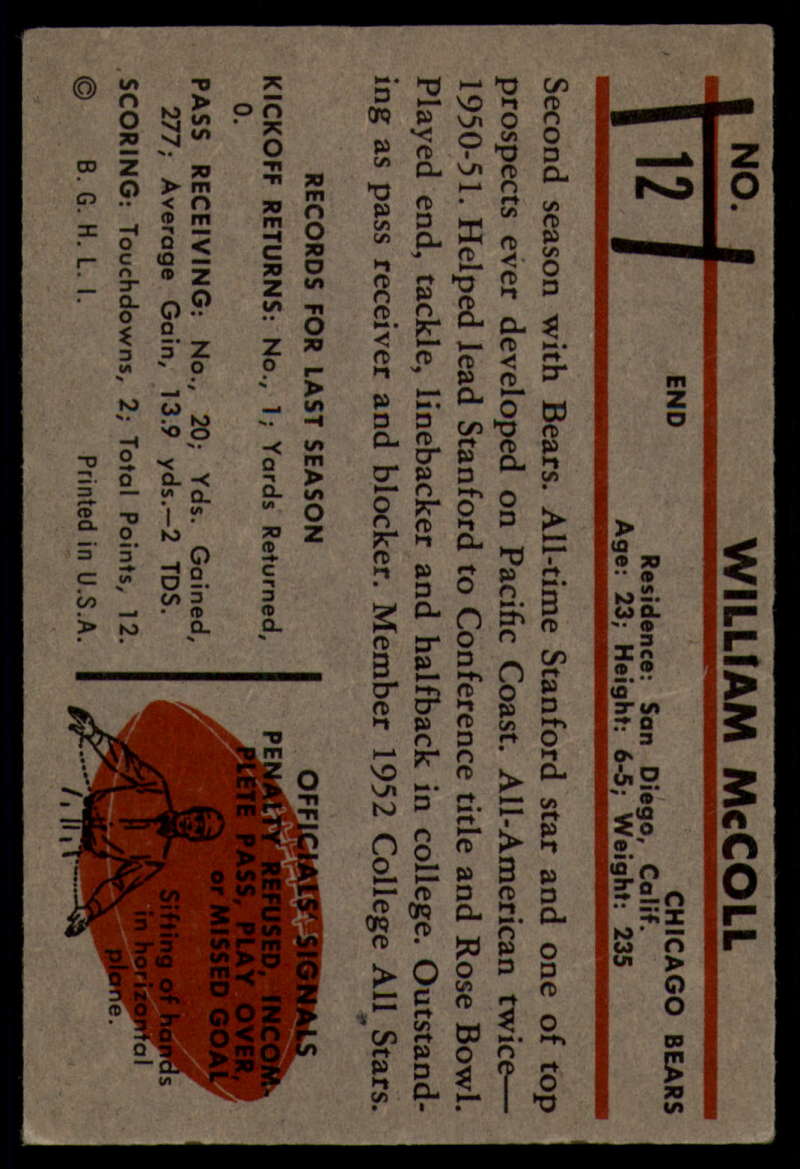 NO.
12
WILLIAM McCOLL
END
CHICAGO BEARS
Residence: San Diego, Calif.
Age: 23; Height: 6-5; Weight: 235
Second season with Bears. All-time Stanford star and one of top
prospects ever developed on Pacific Coast. All-American twice—
1950-51. Helped lead Stanford to Conference title and Rose Bowl.
Played end, tackle, linebacker and halfback in college. Outstand-
ing as pass receiver and blocker. Member 1952 College All Stars.
RECORDS FOR LAST SEASON
KICKOFF RETURNS: No., 1; Yards Returned,
0.
PASS RECEIVING: No., 20; Yds. Gained,
277; Average Gain, 13.9 yds.—2 TDS.
SCORING: Touchdowns, 2; Total Points, 12.
© B. G. H. L. I. Printed in U.S.A.
OFFICIALS' SIGNALS
PENALTY REFUSED, INCOM-
PLETE PASS, PLAY OVER,
or MISSED GOAL
Sifting of hands
in horizontal
plane.